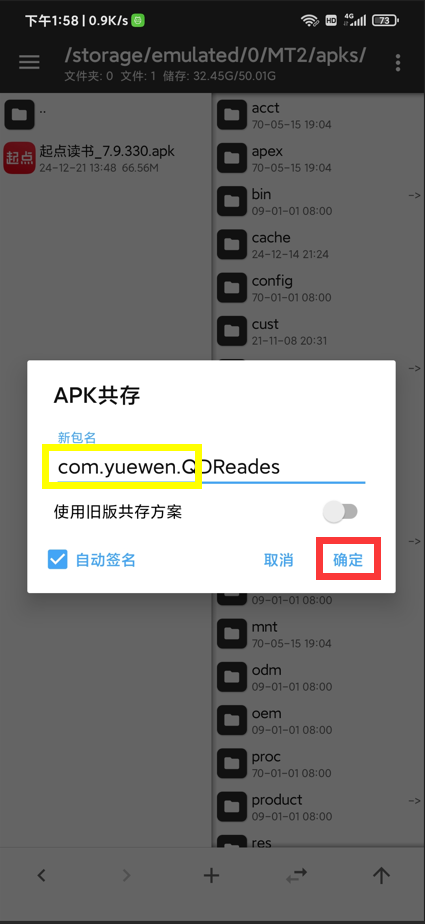 下午1:58 | 0.9K/s
HD 4G 73
/storage/emulated/0/MT2/apks/
文件夹: 0 文件: 1 储存: 32.45G/50.01G
..
起点
起点读书_7.9.330.apk
24-12-21 13:48 66.56M
acct
70-05-15 19:04
apex
70-05-15 19:04
bin
09-01-01 08:00
->
cache
24-12-14 21:24
config
70-01-01 08:00
cust
21-11-08 20:31
->
APK共存
新包名
com.yuewen.QDReades
使用旧版共存方案
自动签名
取消
确定
->
09-01-01 08:00
mnt
70-05-15 19:04
odm
09-01-01 08:00
oem
09-01-01 08:00
proc
70-01-01 08:00
product
09-01-01 08:00
->
res